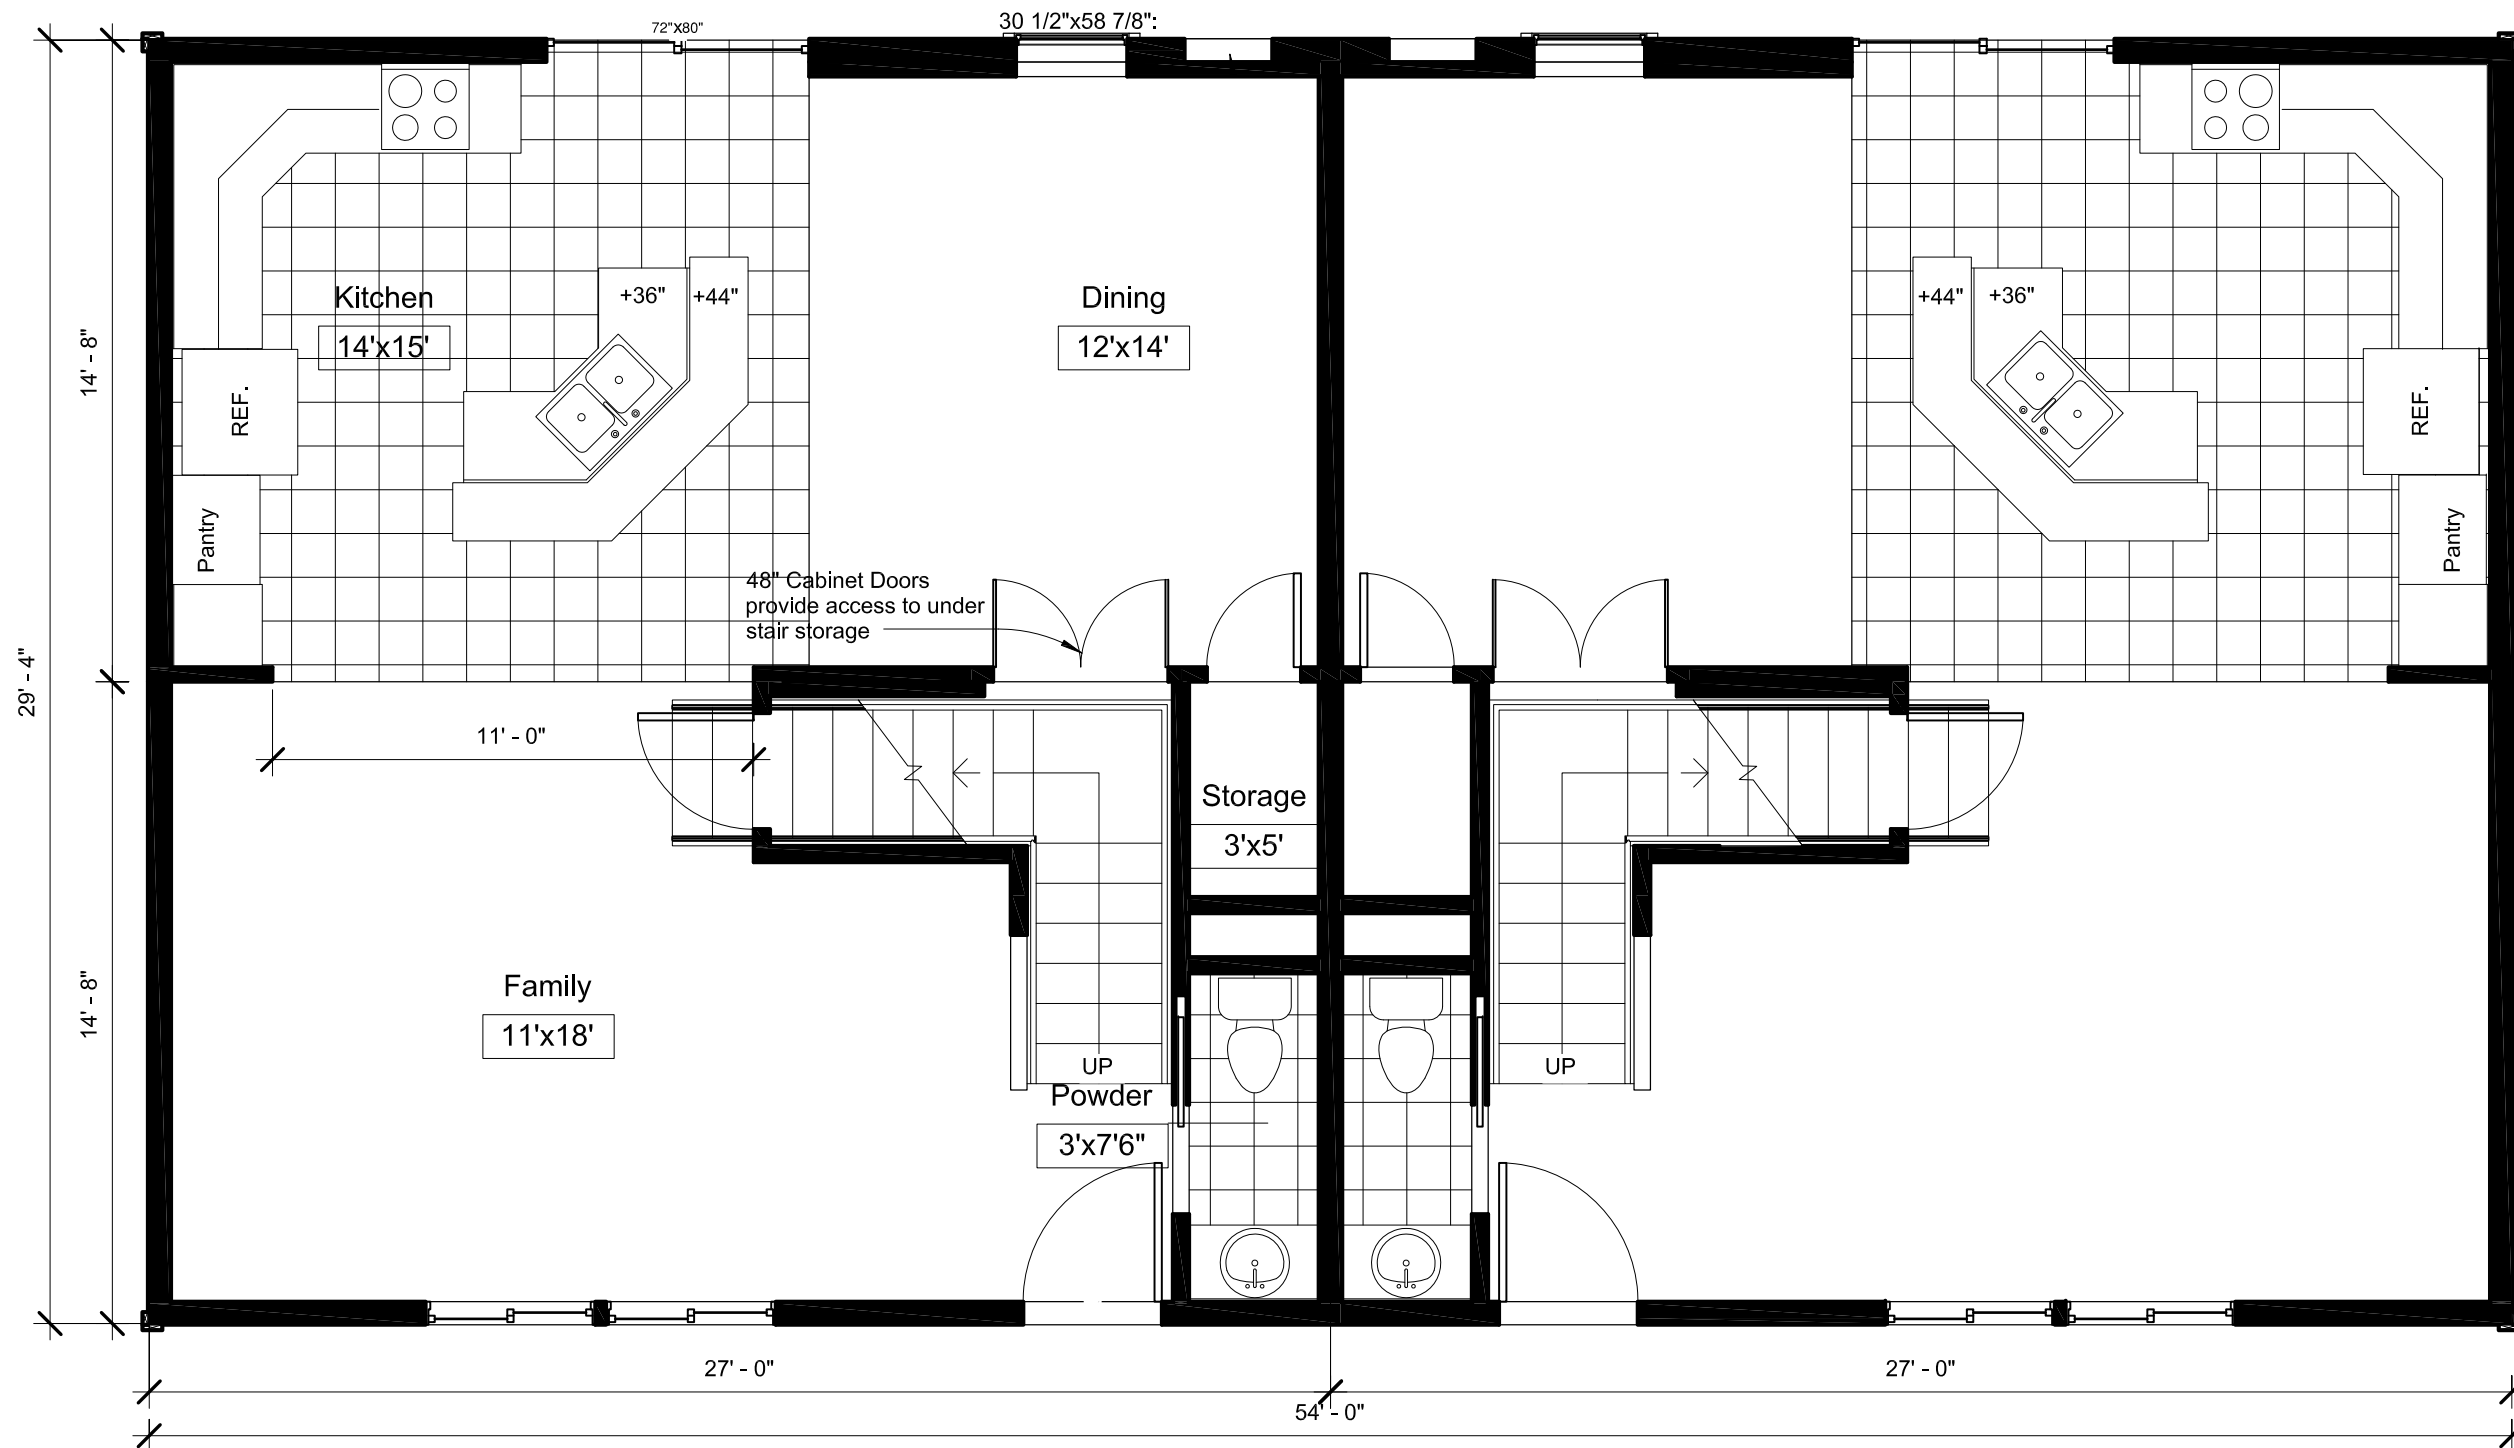 72"X80"
30 1/2"x58 7/8":
Kitchen
14'x15'
+36"
+44"
Dining
12'x14'
+44"
+36"
14' - 8"
REF.
REF.
Pantry
Pantry
48" Cabinet Doors
provide access to under
stair storage
29' - 4"
11' - 0"
Storage
3'x5'
Family
11'x18'
14' - 8"
UP
UP
Powder
3'x7'6"
27' - 0"
27' - 0"
54' - 0"